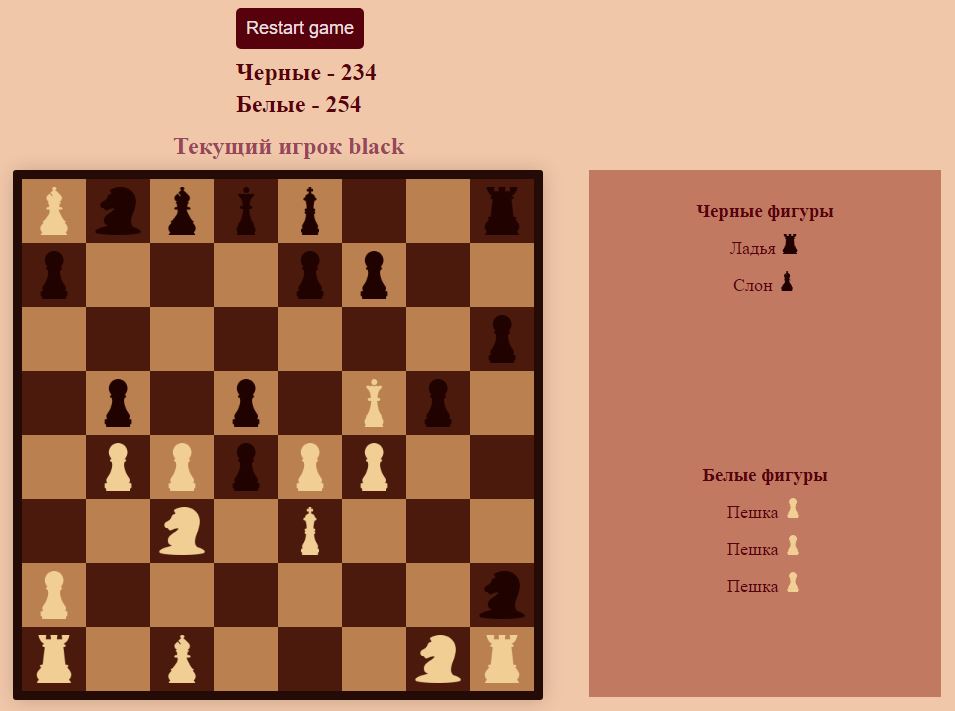 Restart game
Черные - 234
Белые - 254
Текущий игрок black
Черные фигуры
Ладья
Слон
Белые фигуры
Пешка
Пешка
Пешка